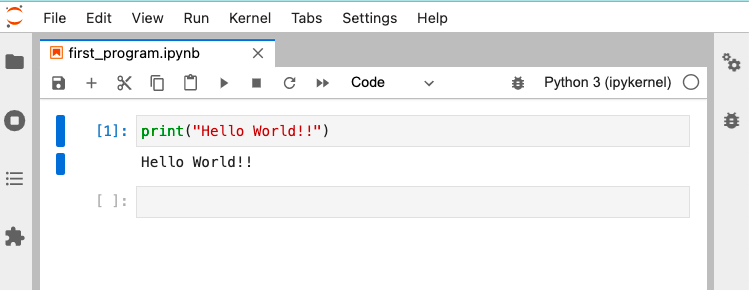 File Edit View Run Kernel Tabs Settings Help
first_program.ipynb
Code Python 3 (ipykernel)
[1]: print("Hello World!!")
Hello World!!
[ ]: